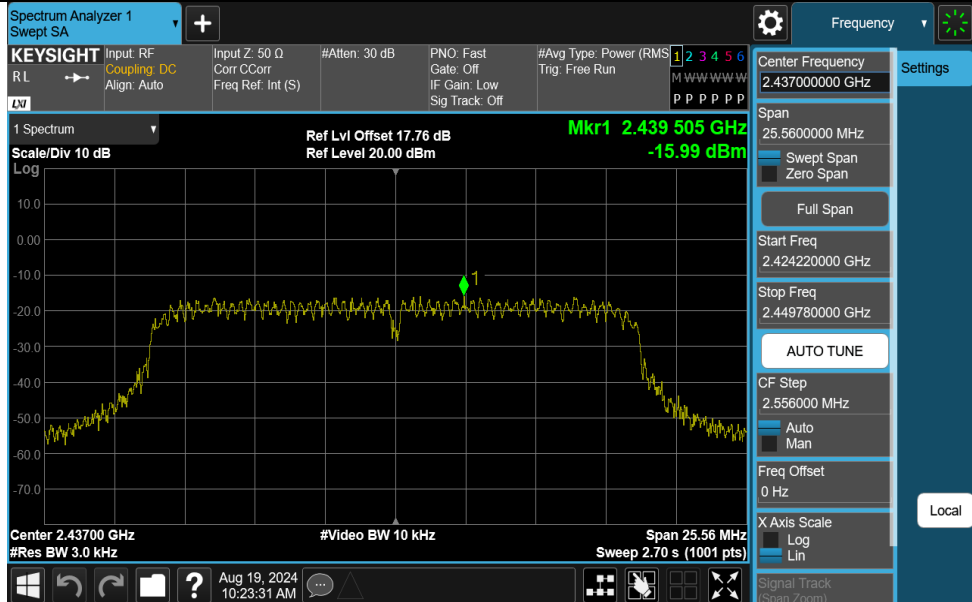 Spectrum Analyzer 1
Swept SA
+
Frequency
KEYSIGHT
R L
LXI
Input: RF
Coupling: DC
Align: Auto
Input Z: 50 Ω
Corr CCorr
Freq Ref: Int (S)
#Atten: 30 dB
PNO: Fast
Gate: Off
IF Gain: Low
Sig Track: Off
#Avg Type: Power (RMS
Trig: Free Run
1 2 3 4 5 6
M W W W W W
P P P P P P
1 Spectrum
Scale/Div 10 dB
Log
Ref Lvl Offset 17.76 dB
Ref Level 20.00 dBm
Mkr1 2.439 505 GHz
-15.99 dBm
10.0
0.00
-10.0
-20.0
-30.0
-40.0
-50.0
-60.0
-70.0
1
Center 2.43700 GHz
#Res BW 3.0 kHz
#Video BW 10 kHz
Span 25.56 MHz
Sweep 2.70 s (1001 pts)
Aug 19, 2024
10:23:31 AM
?
Center Frequency
2.437000000 GHz
Span
25.5600000 MHz
Swept Span
Zero Span
Full Span
Start Freq
2.424220000 GHz
Stop Freq
2.449780000 GHz
AUTO TUNE
CF Step
2.556000 MHz
Auto
Man
Freq Offset
0 Hz
X Axis Scale
Log
Lin
Signal Track
(Span Zoom)
Settings
Local